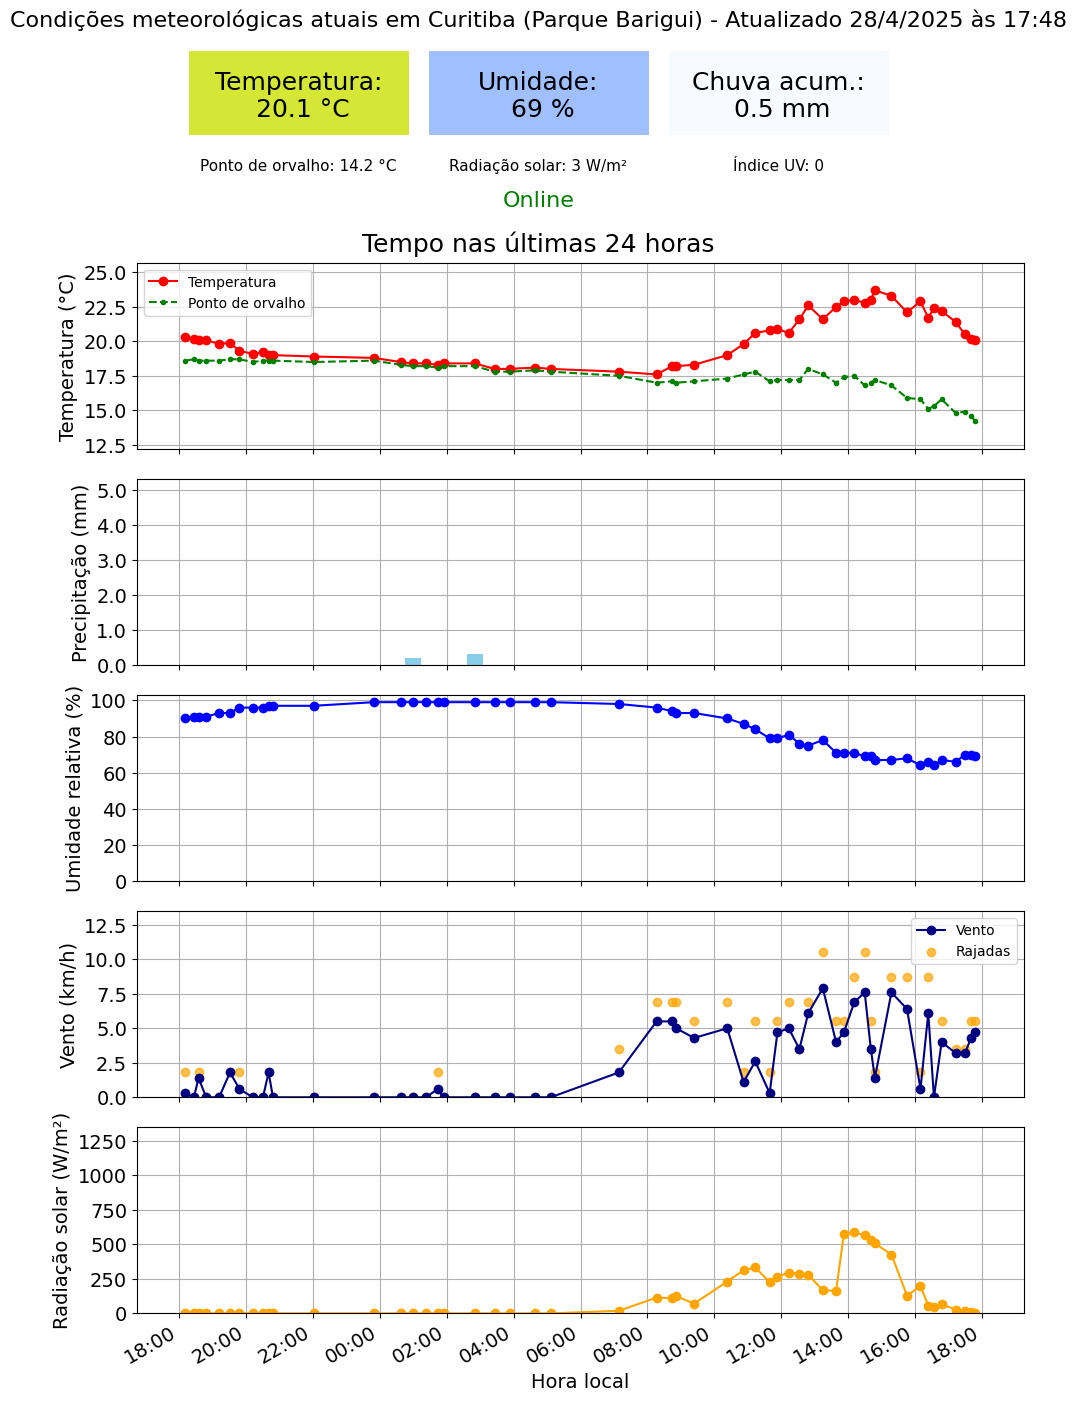 Condições meteorológicas atuais em Curitiba (Parque Barigui) - Atualizado 28/4/2025 às 17:48
Temperatura:
20.1 °C
Umidade:
69 %
Chuva acum.:
0.5 mm
Ponto de orvalho: 14.2 °C
Radiação solar: 3 W/m²
Índice UV: 0
Online
Tempo nas últimas 24 horas
Temperatura (°C)
25.0
22.5
20.0
17.5
15.0
12.5
Temperatura
Ponto de orvalho
Precipitação (mm)
5.0
4.0
3.0
2.0
1.0
0.0
Umidade relativa (%)
100
80
60
40
20
0
Vento (km/h)
12.5
10.0
7.5
5.0
2.5
0.0
Vento
Rajadas
Radiação solar (W/m²)
1250
1000
750
500
250
0
18:00
20:00
22:00
00:00
02:00
04:00
06:00
08:00
10:00
12:00
14:00
16:00
18:00
Hora local